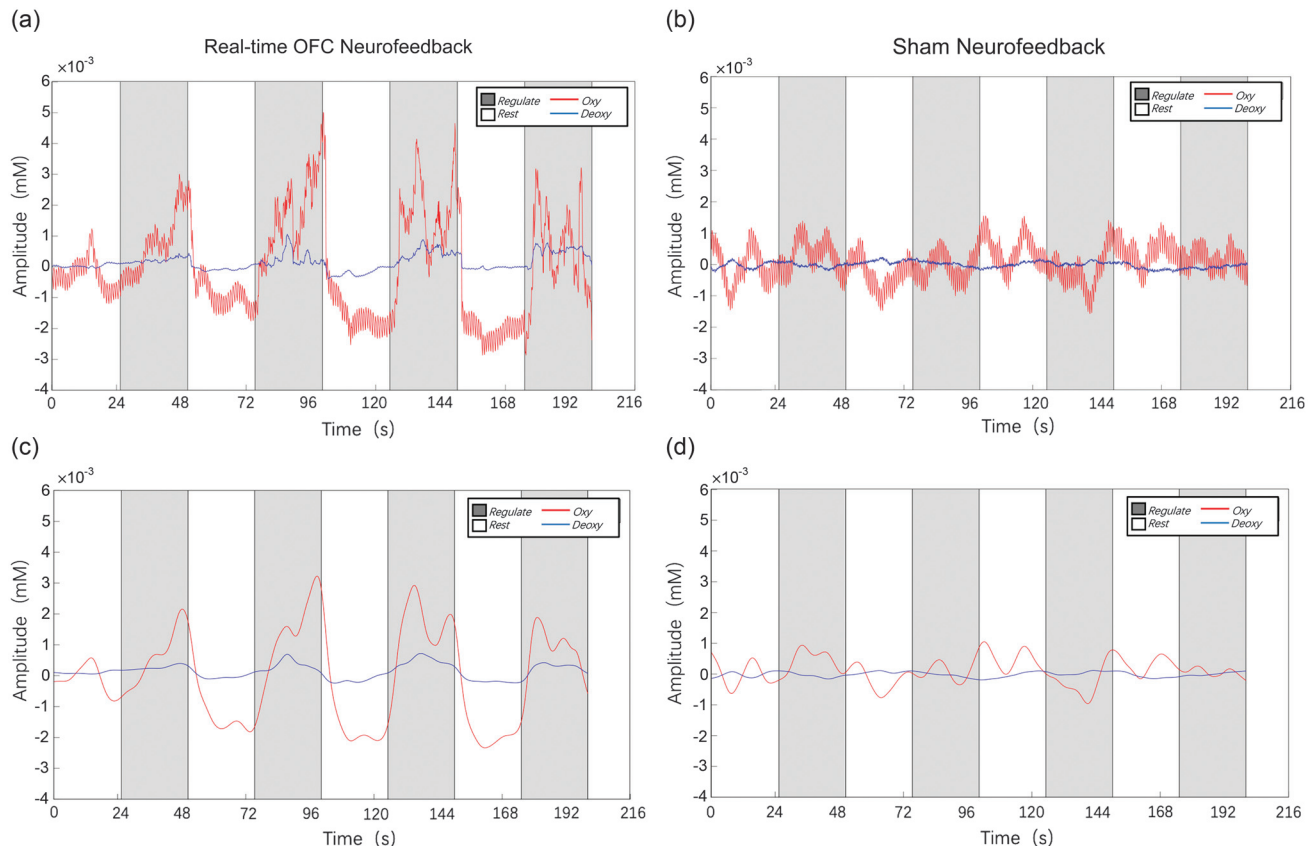 (a)
Real-time OFC Neurofeedback
×10-3
6
5
4
3
2
1
0
-1
-2
-3
-4
Amplitude (mM)
Regulate Oxy
Rest Deoxy
0 24 48 72 96 120 144 168 192 216
Time (s)
(b)
Sham Neurofeedback
×10-3
6
5
4
3
2
1
0
-1
-2
-3
-4
Amplitude (mM)
Regulate Oxy
Rest Deoxy
0 24 48 72 96 120 144 168 192 216
Time (s)
(c)
×10-3
6
5
4
3
2
1
0
-1
-2
-3
-4
Amplitude (mM)
Regulate Oxy
Rest Deoxy
0 24 48 72 96 120 144 168 192 216
Time (s)
(d)
×10-3
6
5
4
3
2
1
0
-1
-2
-3
-4
Amplitude (mM)
Regulate Oxy
Rest Deoxy
0 24 48 72 96 120 144 168 192 216
Time (s)